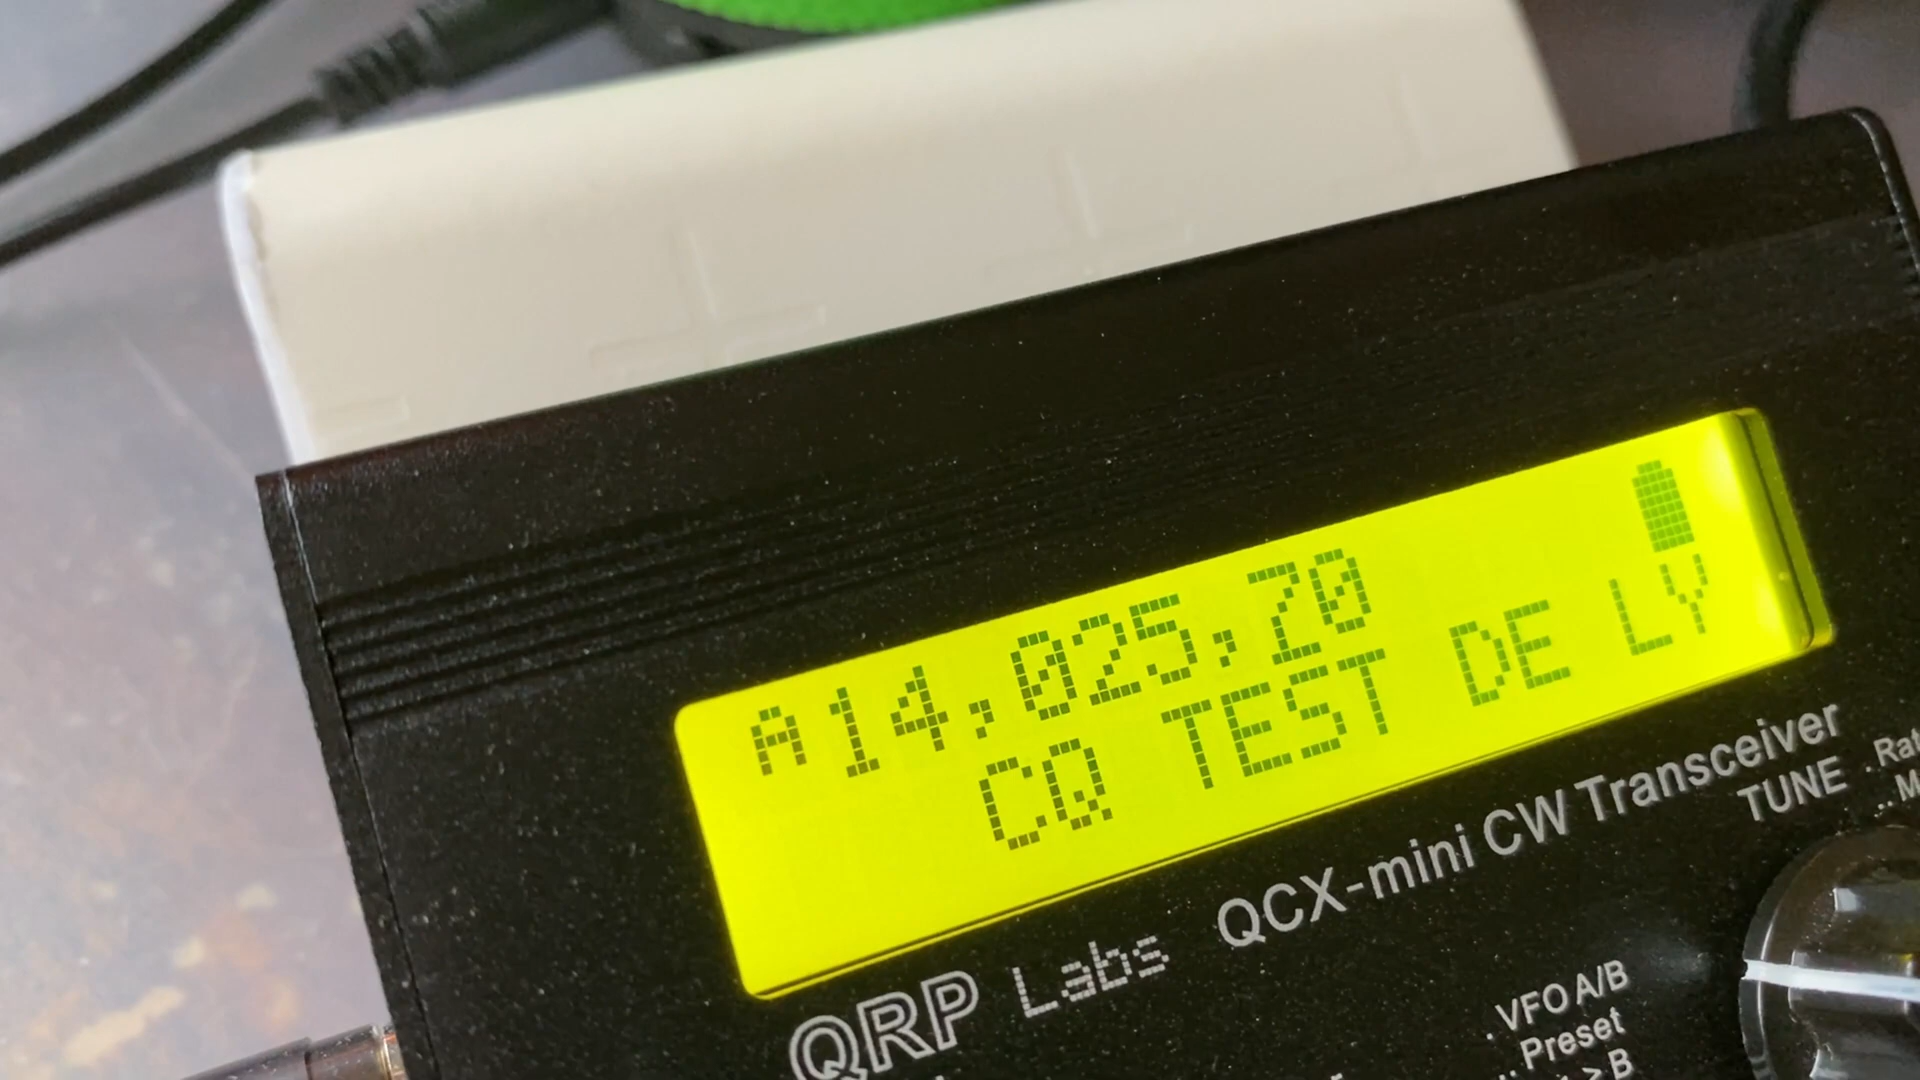 A14,025,70
CQ TEST DE LY
QRP Labs QCX-mini CW Transceiver
TUNE
. VFO A/B
.. Preset
> B